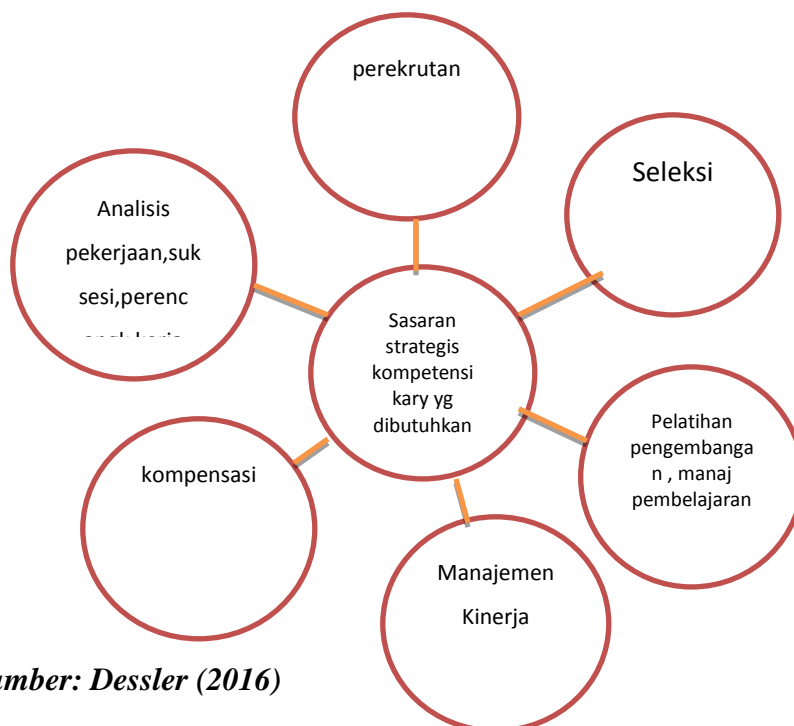 perekrutan
Seleksi
Analisis
pekerjaan,suk
sesi,perenc
Sasaran
strategis
kompetensi
kary yg
dibutuhkan
Pelatihan
pengembanga
n , manaj
pembelajaran
kompensasi
Manajemen
Kinerja
umber: Dessler (2016)